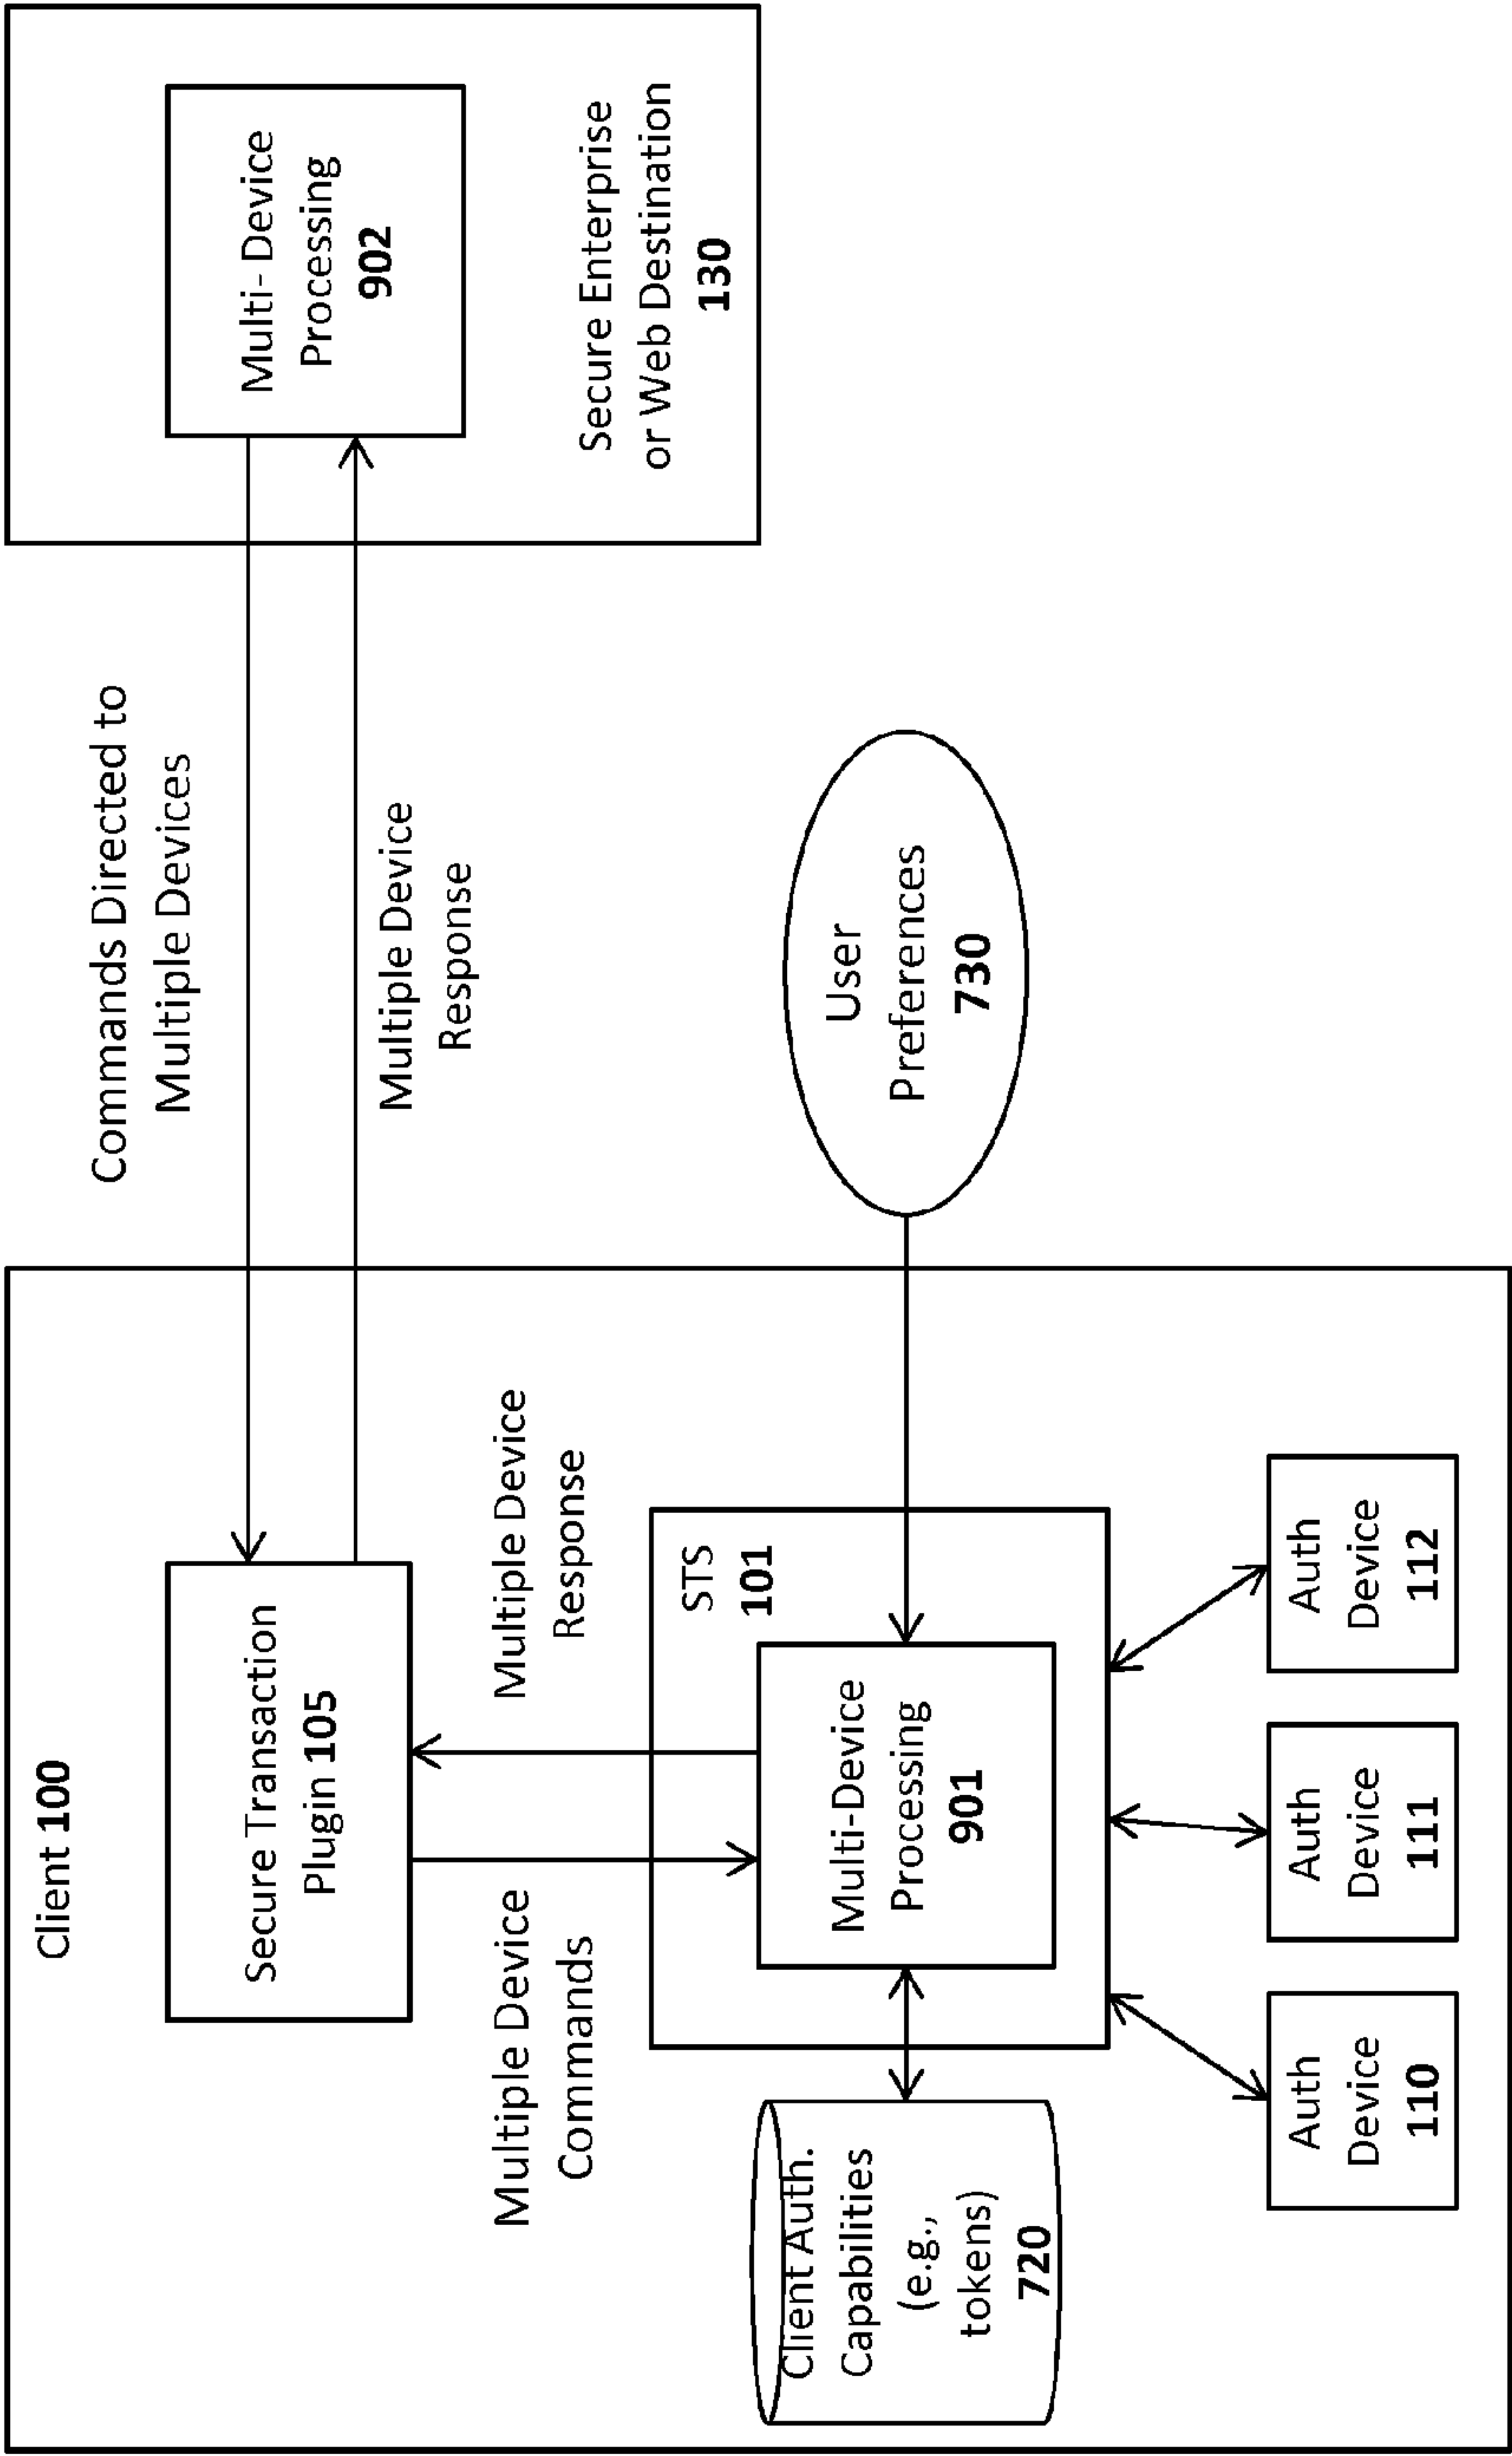 Client 100
Secure Transaction
Plugin 105
Multiple Device
Commands
Multiple Device
Response
STS
101
Multi-Device
Processing
901
Client Auth.
Capabilities
(e.g.,
tokens)
720
Auth
Device
110
Auth
Device
111
Auth
Device
112
Commands Directed to
Multiple Devices
Multiple Device
Response
User
Preferences
730
Multi- Device
Processing
902
Secure Enterprise
or Web Destination
130